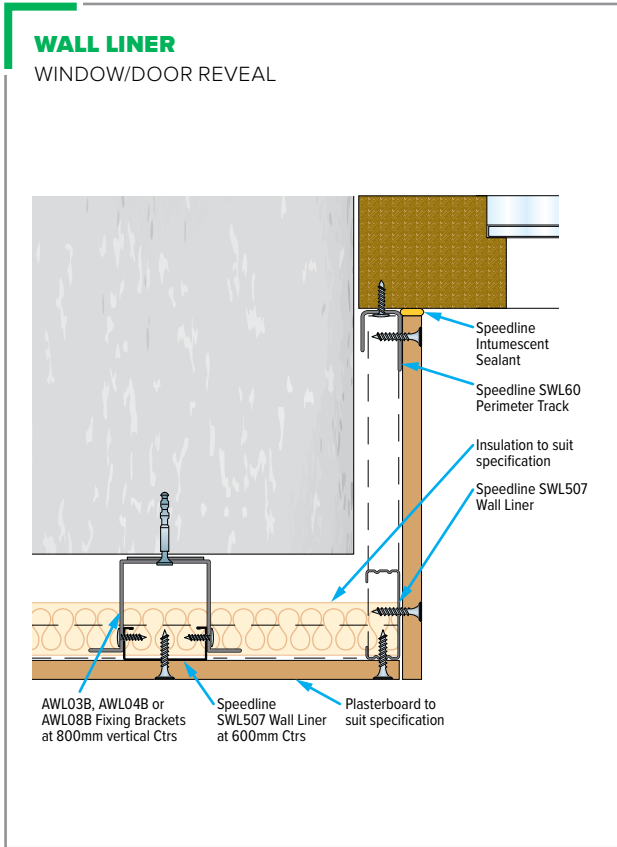 WALL LINER
WINDOW/DOOR REVEAL
Speedline
Intumescent
Sealant
Speedline SWL60
Perimeter Track
Insulation to suit
specification
Speedline SWL507
Wall Liner
AWL03B, AWL04B or
AWL08B Fixing Brackets
at 800mm vertical Ctrs
Speedline
SWL507 Wall Liner
at 600mm Ctrs
Plasterboard to
suit specification